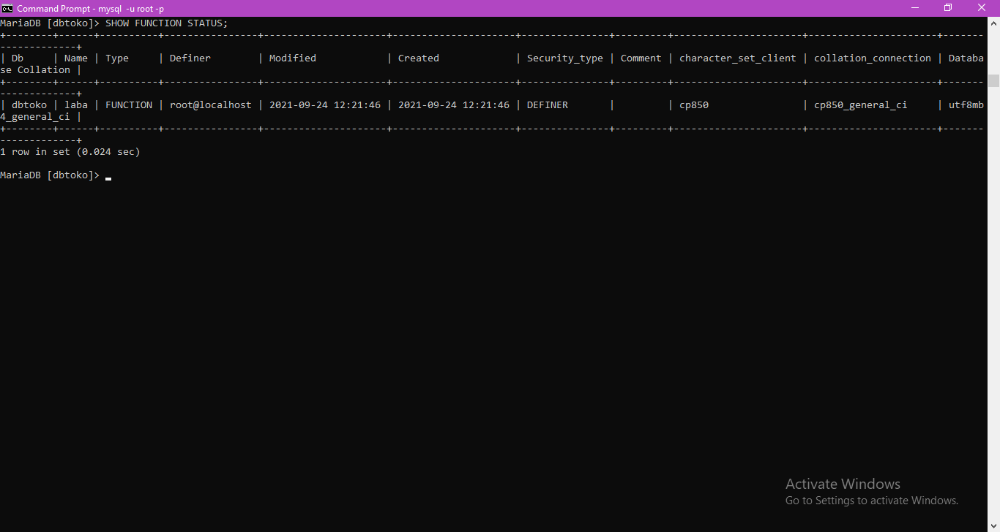 Command Prompt - mysql -u root -p
MariaDB [dbtoko]> SHOW FUNCTION STATUS;
+--------+------+----------+----------------+---------------------+---------------------+---------------+---------+----------------------+----------------------+-------
-------------+
| Db     | Name | Type     | Definer        | Modified            | Created             | Security_type | Comment | character_set_client | collation_connection | Databa
se Collation |
+--------+------+----------+----------------+---------------------+---------------------+---------------+---------+----------------------+----------------------+-------
-------------+
| dbtoko | laba | FUNCTION | root@localhost | 2021-09-24 12:21:46 | 2021-09-24 12:21:46 | DEFINER       |         | cp850                | cp850_general_ci     | utf8mb
4_general_ci |
+--------+------+----------+----------------+---------------------+---------------------+---------------+---------+----------------------+----------------------+-------
-------------+
1 row in set (0.024 sec)
MariaDB [dbtoko]>
Activate Windows
Go to Settings to activate Windows.